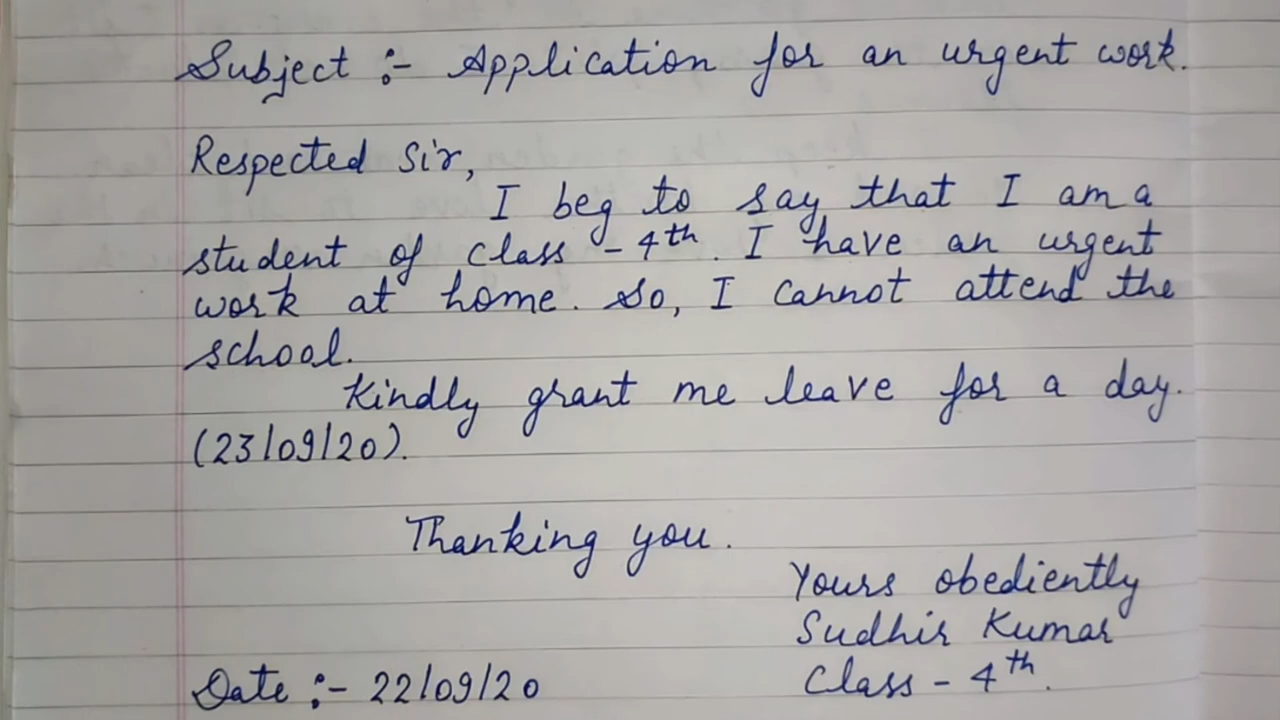 Subject :- Application for an urgent work.
Respected Sir,
I beg to say that I am a
student of class - 4th. I have an urgent
work at home. So, I cannot attend the
school.
Kindly grant me leave for a day.
(23/09/20).
Thanking you.
Yours obediently
Sudhir Kumar
Class - 4th.
Date :- 22/09/20